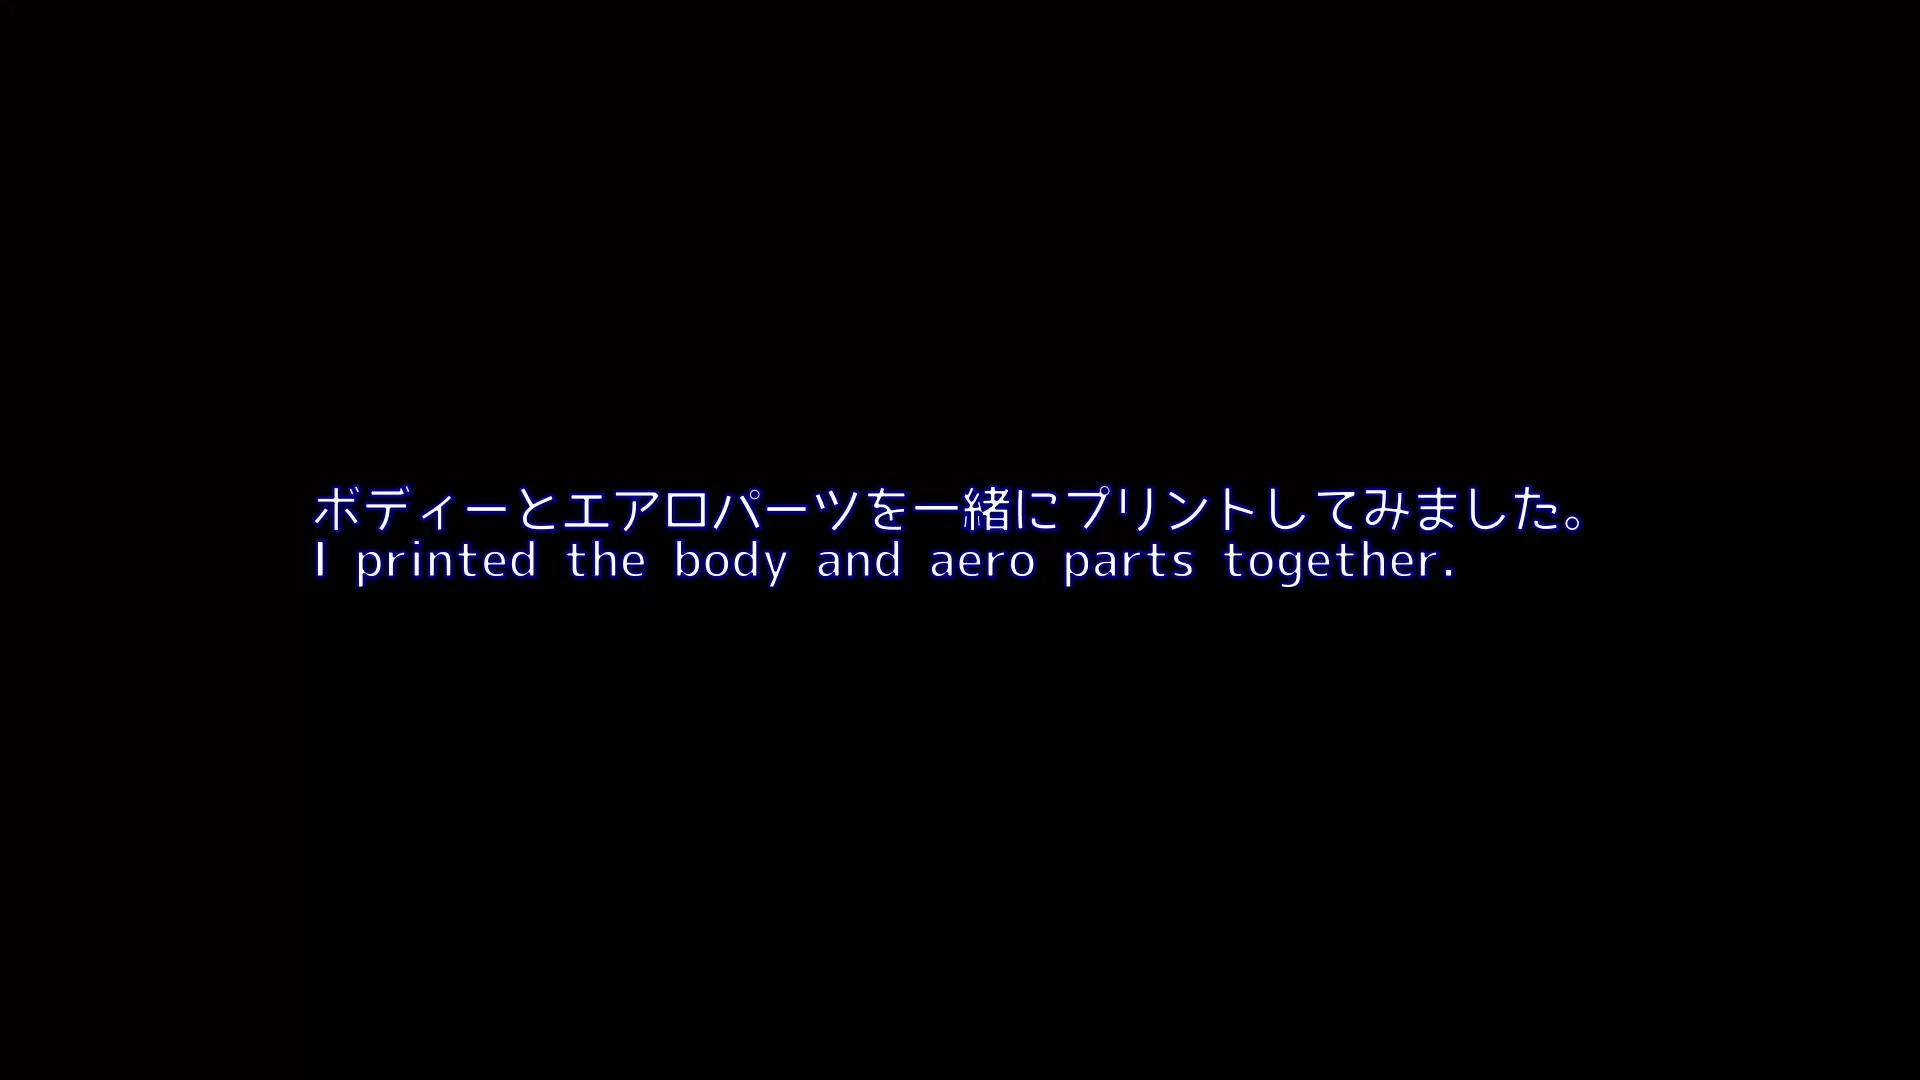 ボディーとエアロパーツを一緒にプリントしてみました。
I printed the body and aero parts together.